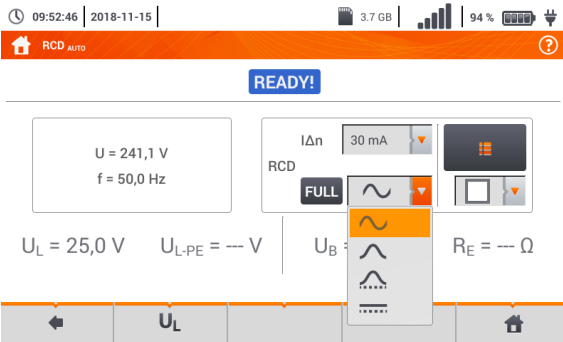 09:52:46 2018-11-15 3.7 GB 94 %
RCD AUTO ?
READY!
U = 241,1 V
f = 50,0 Hz
IΔn 30 mA
RCD
FULL
UL = 25,0 V UL-PE = --- V UB RE = --- Ω
UL